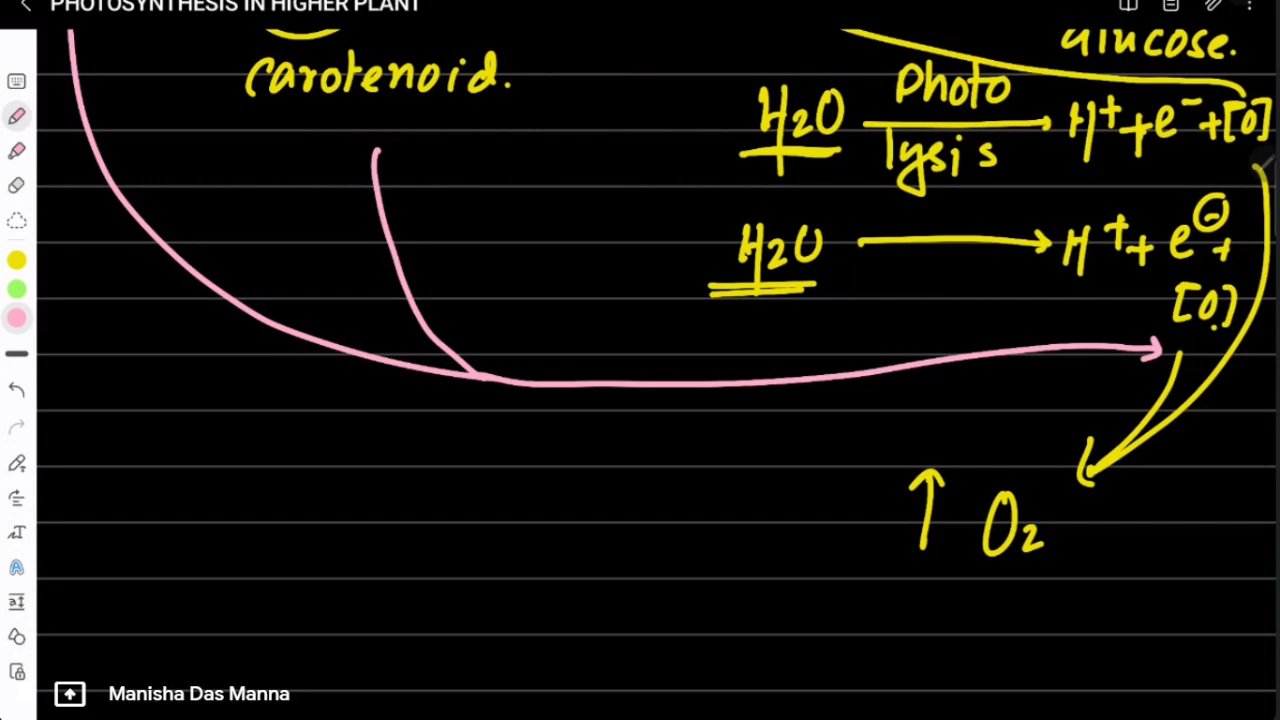 PHOTOSYNTHESIS IN HIGHER PLANT
Glucose.
Carotenoid.
H2O Photo lysis H+ + e- + [O]
H2O H+ + e⊖ +
[O]
↑ O2
Manisha Das Manna